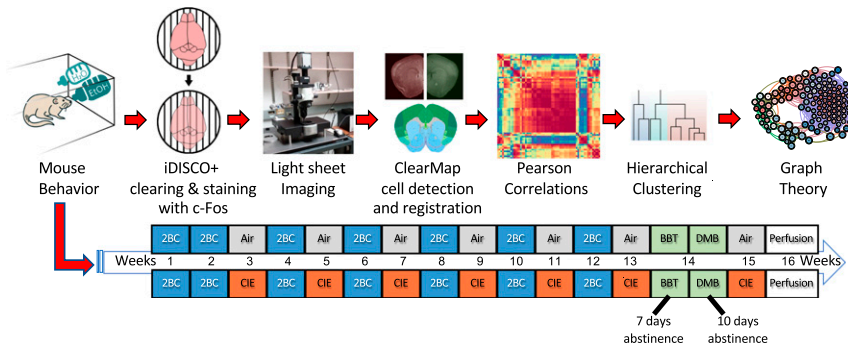 H2O
EtOH
Mouse
Behavior
iDISCO+
clearing & staining
with c-Fos
Light sheet
Imaging
ClearMap
cell detection
and registration
Pearson
Correlations
Hierarchical
Clustering
Graph
Theory
2BC 2BC Air 2BC Air 2BC Air 2BC Air 2BC Air 2BC Air BBT DMB Air Perfusion
Weeks 1 2 3 4 5 6 7 8 9 10 11 12 13 14 15 16 Weeks
2BC 2BC CIE 2BC CIE 2BC CIE 2BC CIE 2BC CIE 2BC CIE BBT DMB CIE Perfusion
7 days
abstinence
10 days
abstinence